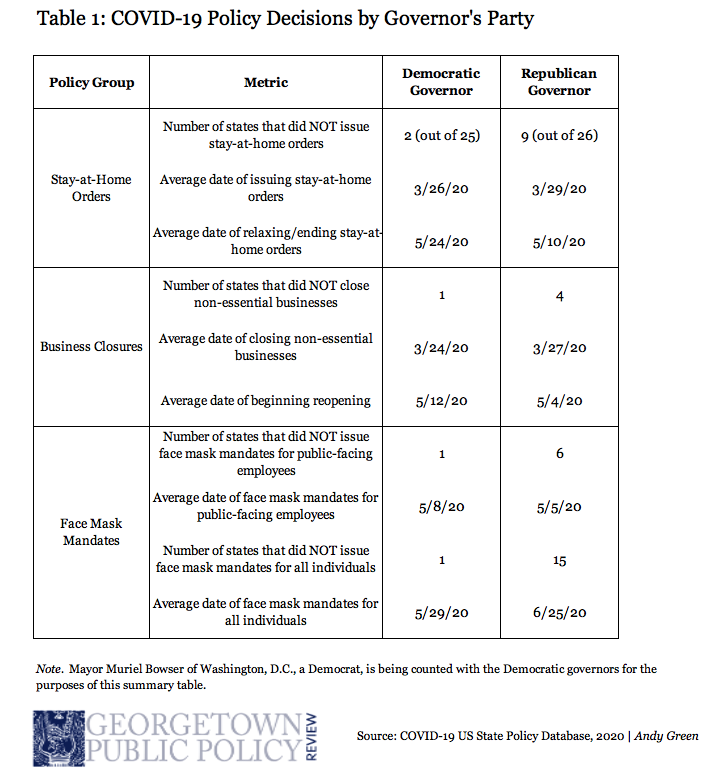 Table 1: COVID-19 Policy Decisions by Governor's Party
Policy Group
Metric
Democratic
Governor
Republican
Governor
Stay-at-Home
Orders
Number of states that did NOT issue
stay-at-home orders
2 (out of 25)
9 (out of 26)
Average date of issuing stay-at-home
orders
3/26/20
3/29/20
Average date of relaxing/ending stay-at-
home orders
5/24/20
5/10/20
Business Closures
Number of states that did NOT close
non-essential businesses
1
4
Average date of closing non-essential
businesses
3/24/20
3/27/20
Average date of beginning reopening
5/12/20
5/4/20
Face Mask
Mandates
Number of states that did NOT issue
face mask mandates for public-facing
employees
1
6
Average date of face mask mandates for
public-facing employees
5/8/20
5/5/20
Number of states that did NOT issue
face mask mandates for all individuals
1
15
Average date of face mask mandates for
all individuals
5/29/20
6/25/20
Note. Mayor Muriel Bowser of Washington, D.C., a Democrat, is being counted with the Democratic governors for the
purposes of this summary table.
GEORGETOWN
PUBLIC POLICY
REVIEW
Source: COVID-19 US State Policy Database, 2020 | Andy Green